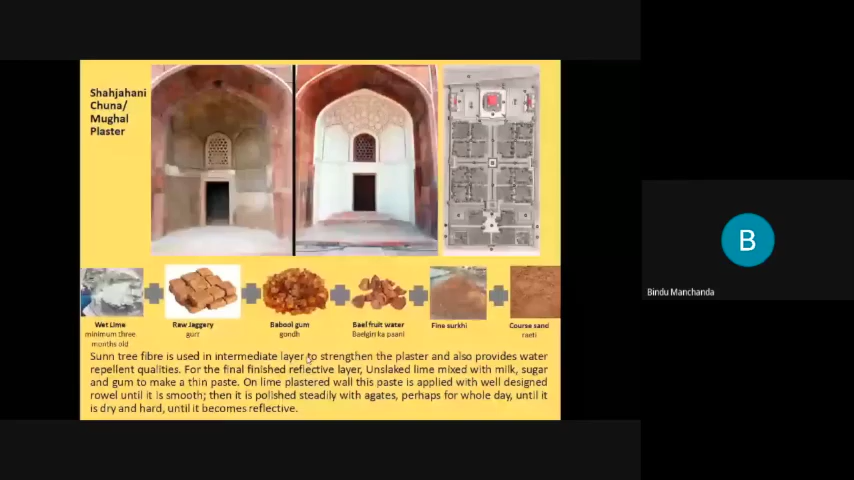 Shahjahani
Chuna/
Mughal
Plaster
Wet Lime
minimum three
months old
Raw Jaggery
gurr
Babool gum
gondh
Bael fruit water
Baelgiri ka paani
Fine surkhi
Course sand
raeti
Sunn tree fibre is used in intermediate layer to strengthen the plaster and also provides water
repellent qualities. For the final finished reflective layer, Unslaked lime mixed with milk, sugar
and gum to make a thin paste. On lime plastered wall this paste is applied with well designed
rowel until it is smooth; then it is polished steadily with agates, perhaps for whole day, until it
is dry and hard, until it becomes reflective.
B
Bindu Manchanda